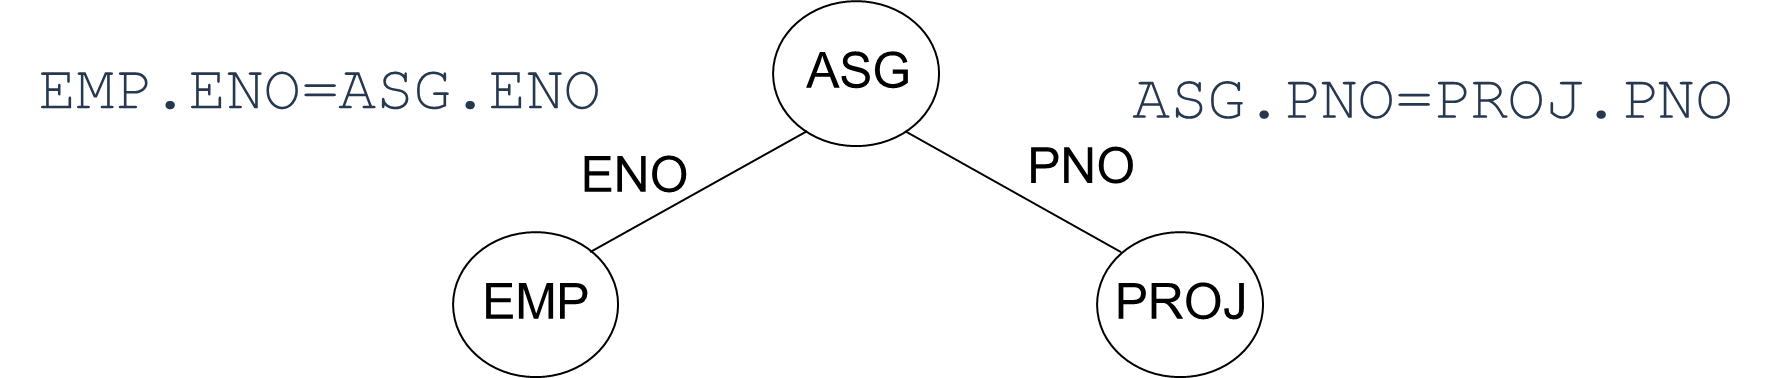 ASG
EMP.ENO=ASG.ENO
ASG.PNO=PROJ.PNO
ENO
PNO
EMP
PROJ